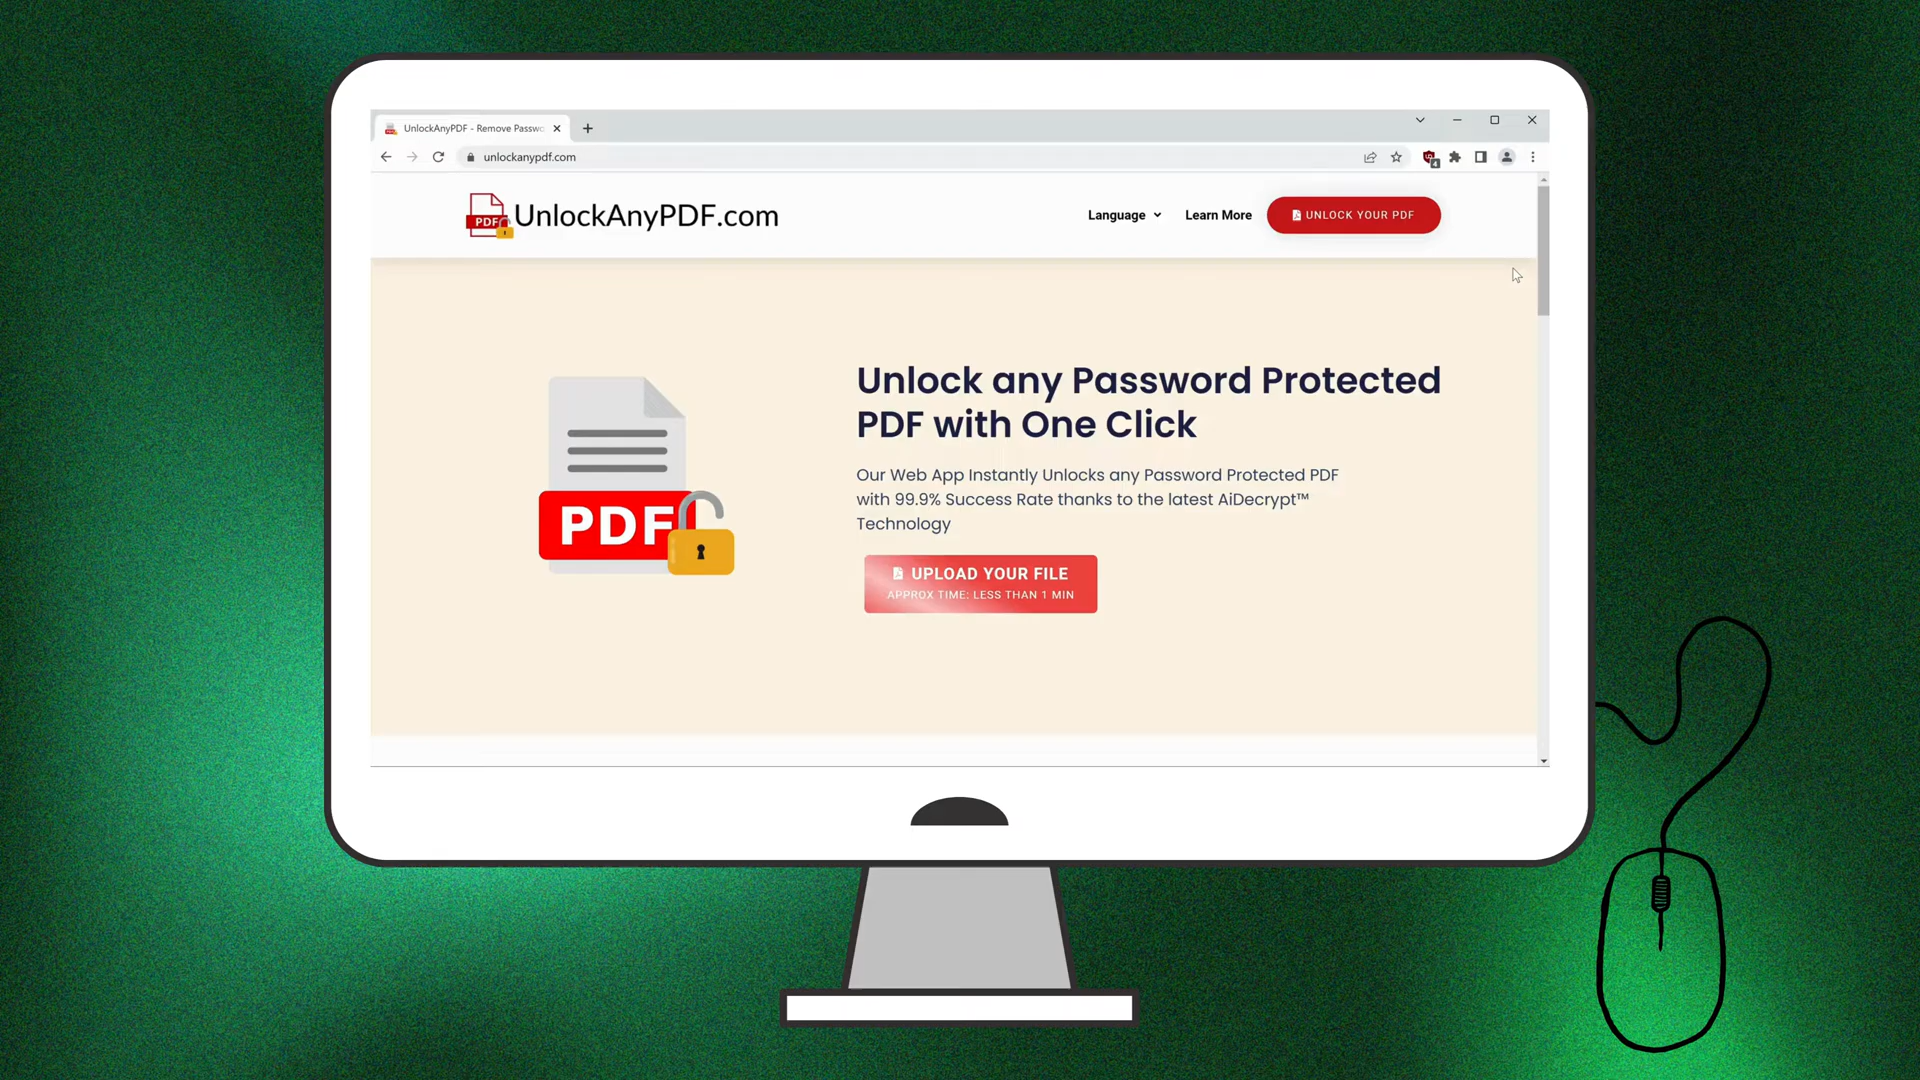 UnlockAnyPDF - Remove Passwo
unlockanypdf.com
4
PDF
UnlockAnyPDF.com
Language
Learn More
UNLOCK YOUR PDF
Unlock any Password Protected
PDF with One Click
Our Web App Instantly Unlocks any Password Protected PDF
with 99.9% Success Rate thanks to the latest AiDecrypt™
Technology
PDF
UPLOAD YOUR FILE
APPROX TIME: LESS THAN 1 MIN